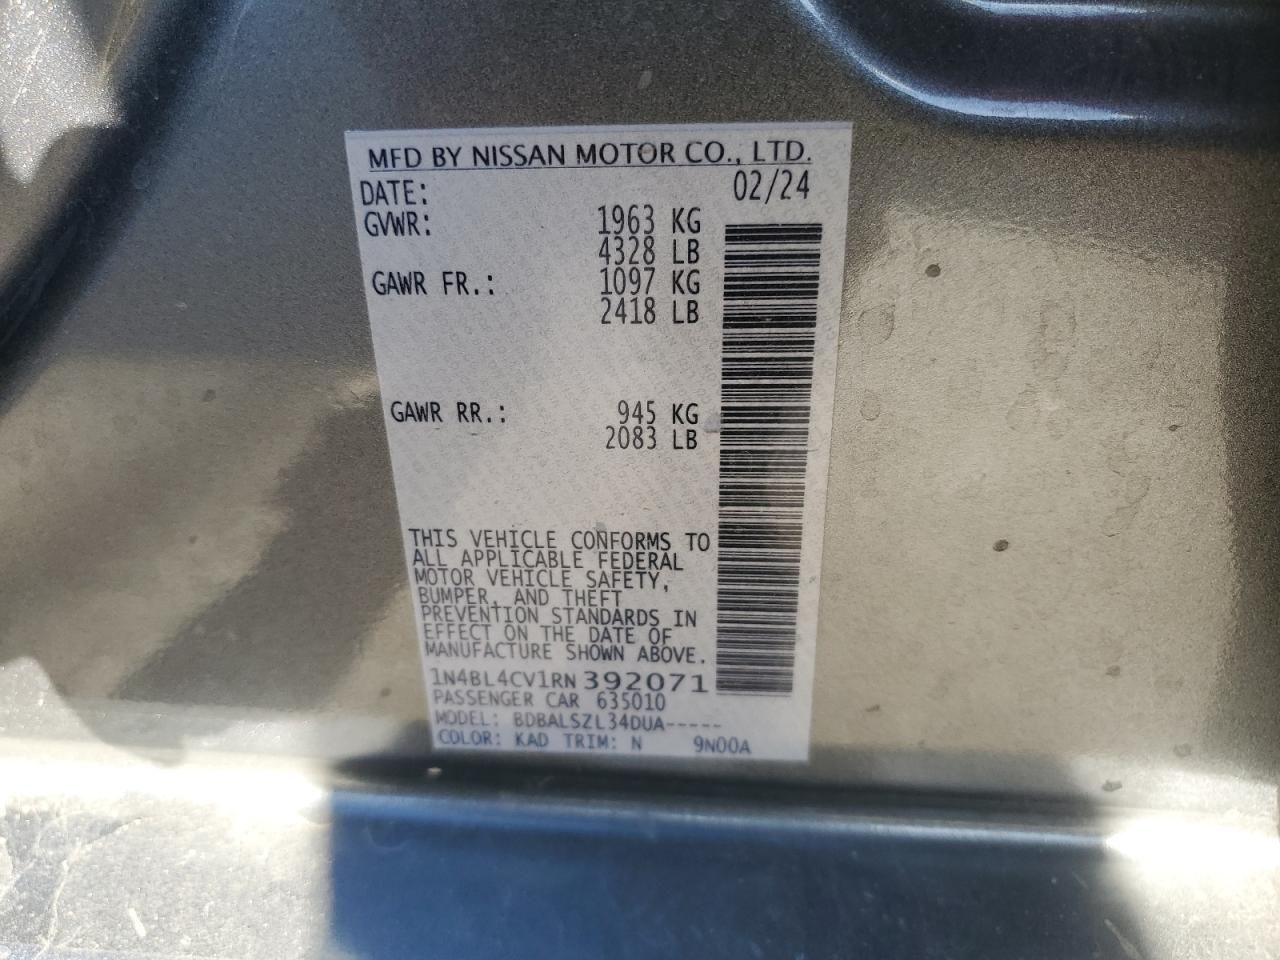 MFD BY NISSAN MOTOR CO., LTD.
DATE: 02/24
GVWR: 1963 KG
4328 LB
GAWR FR.: 1097 KG
2418 LB
GAWR RR.: 945 KG
2083 LB
THIS VEHICLE CONFORMS TO
ALL APPLICABLE FEDERAL
MOTOR VEHICLE SAFETY,
BUMPER, AND THEFT
PREVENTION STANDARDS IN
EFFECT ON THE DATE OF
MANUFACTURE SHOWN ABOVE.
1N4BL4CV1RN392071
PASSENGER CAR 635010
MODEL: BDBALSZL34DUA-----
COLOR: KAD TRIM: N 9N00A